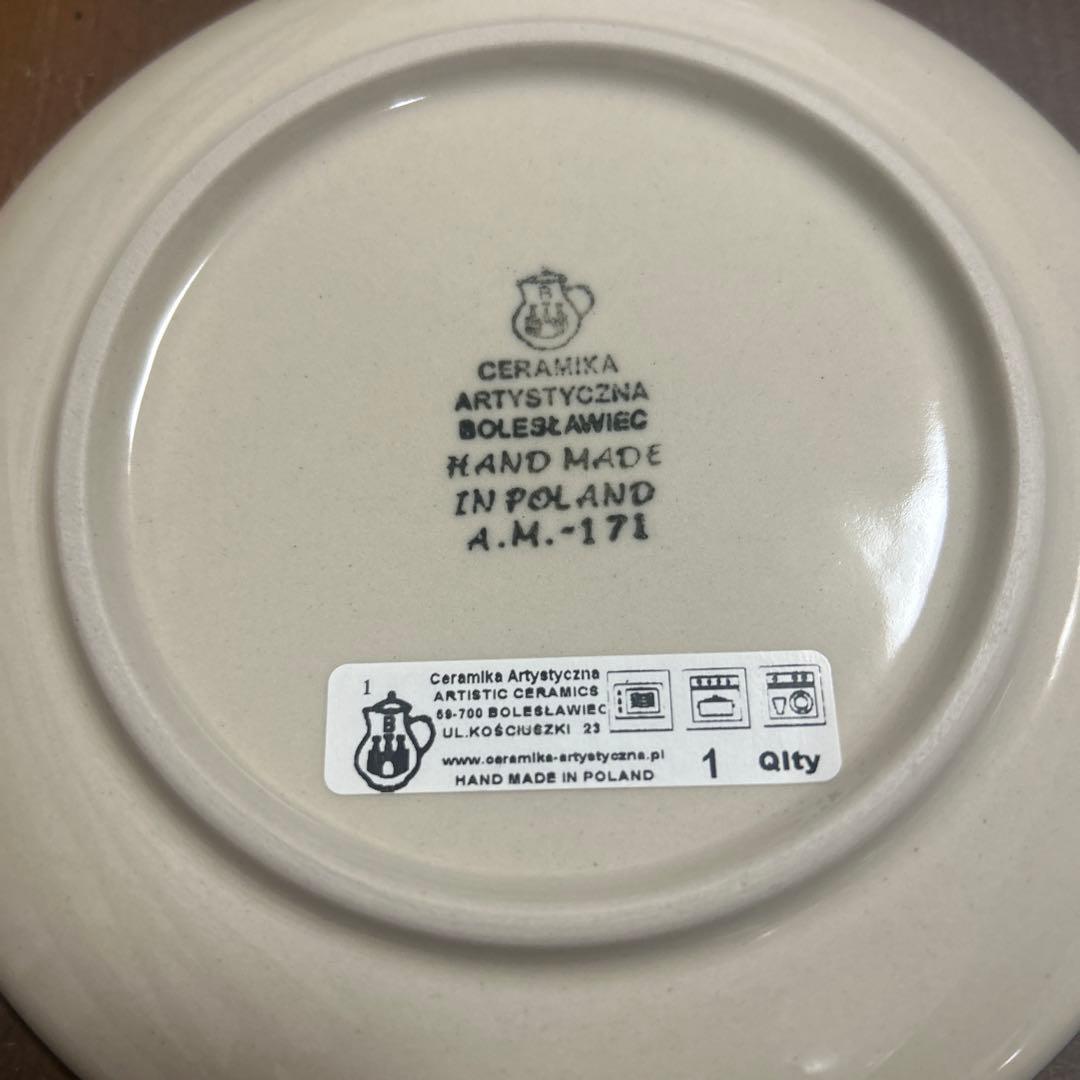 B
CERAMIKA
ARTYSTYCZNA
BOLESŁAWIEC
HAND MADE
IN POLAND
A.M.-171
1
B
Ceramika Artystyczna
ARTISTIC CERAMICS
59-700 BOLESŁAWIEC
UL.KOŚCIUSZKI 23
www.ceramika-artystyczna.pl
HAND MADE IN POLAND
1 Qlty